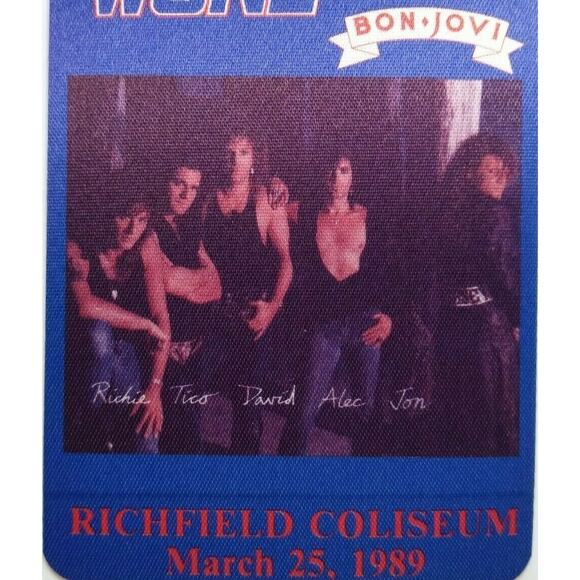 BON•JOVI
Richie Tico David Alec Jon
RICHFIELD COLISEUM
March 25, 1989